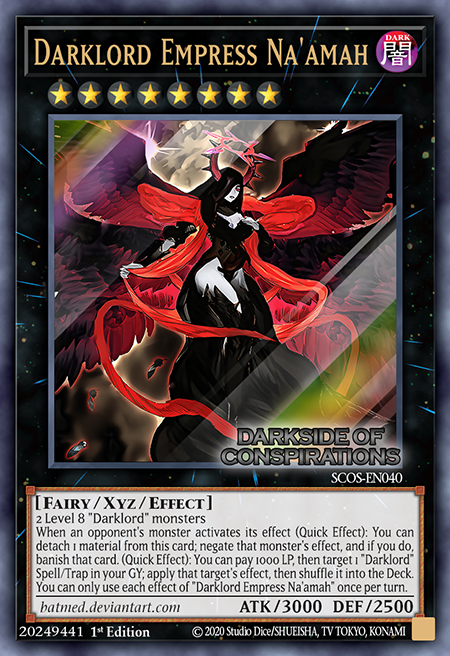 Darklord Empress Na'amah
DARK
闇
DARKSIDE OF
CONSPIRATIONS
SCOS-EN040
[Fairy/Xyz/Effect]
2 Level 8 "Darklord" monsters
When an opponent's monster activates its effect (Quick Effect): You can
detach 1 material from this card; negate that monster's effect, and if you do,
banish that card. (Quick Effect): You can pay 1000 LP, then target 1 "Darklord"
Spell/Trap in your GY; apply that target's effect, then shuffle it into the Deck.
You can only use each effect of "Darklord Empress Na'amah" once per turn.
batmed.deviantart.com ATK/3000 DEF/2500
20249441 1st Edition © 2020 Studio Dice/SHUEISHA, TV TOKYO, KONAMI